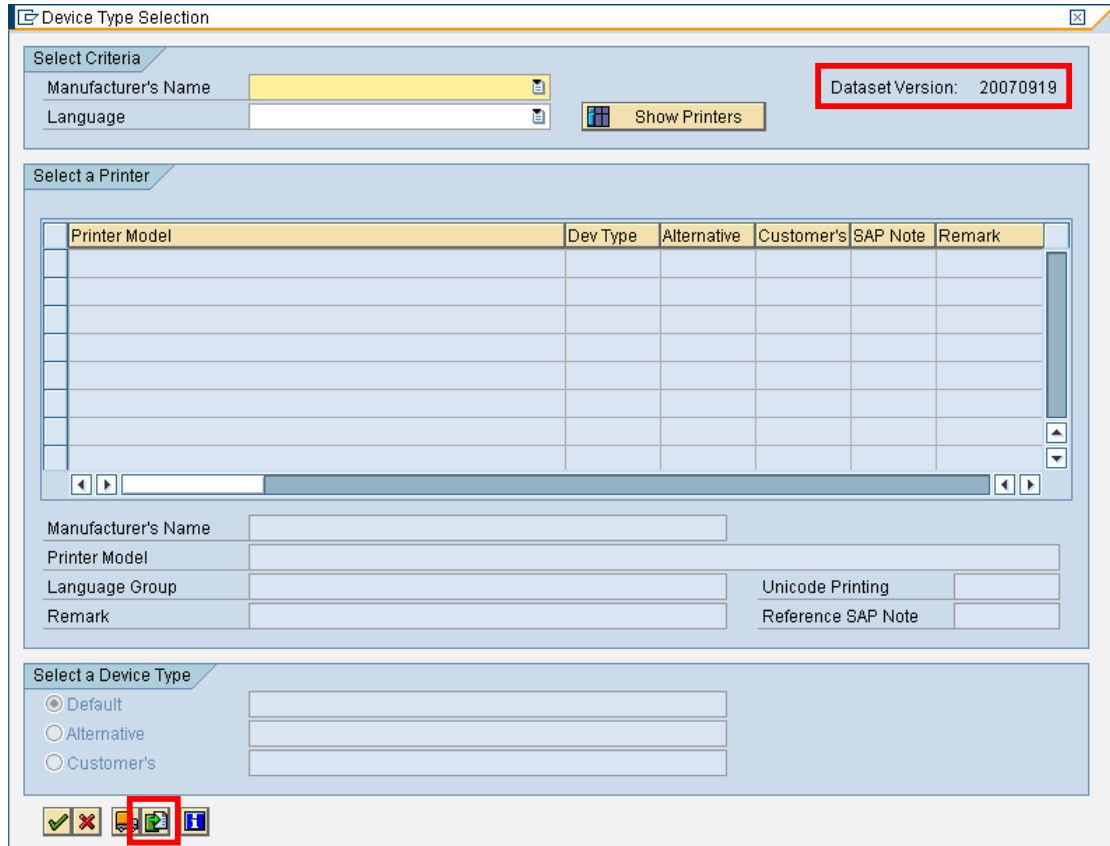 Device Type Selection
Select Criteria
Manufacturer's Name
Dataset Version: 20070919
Language
Show Printers
Select a Printer
Printer Model Dev Type Alternative Customer's SAP Note Remark
Manufacturer's Name
Printer Model
Language Group Unicode Printing
Remark Reference SAP Note
Select a Device Type
Default
Alternative
Customer's